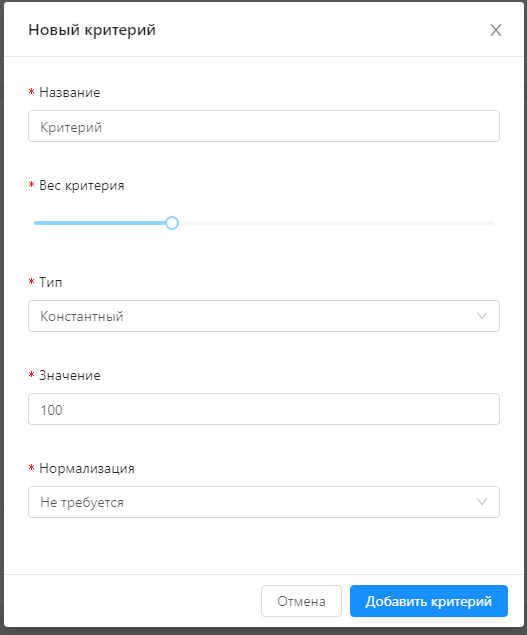 Новый критерий
* Название
Критерий
* Вес критерия
* Тип
Константный
* Значение
100
* Нормализация
Не требуется
Отмена
Добавить критерий